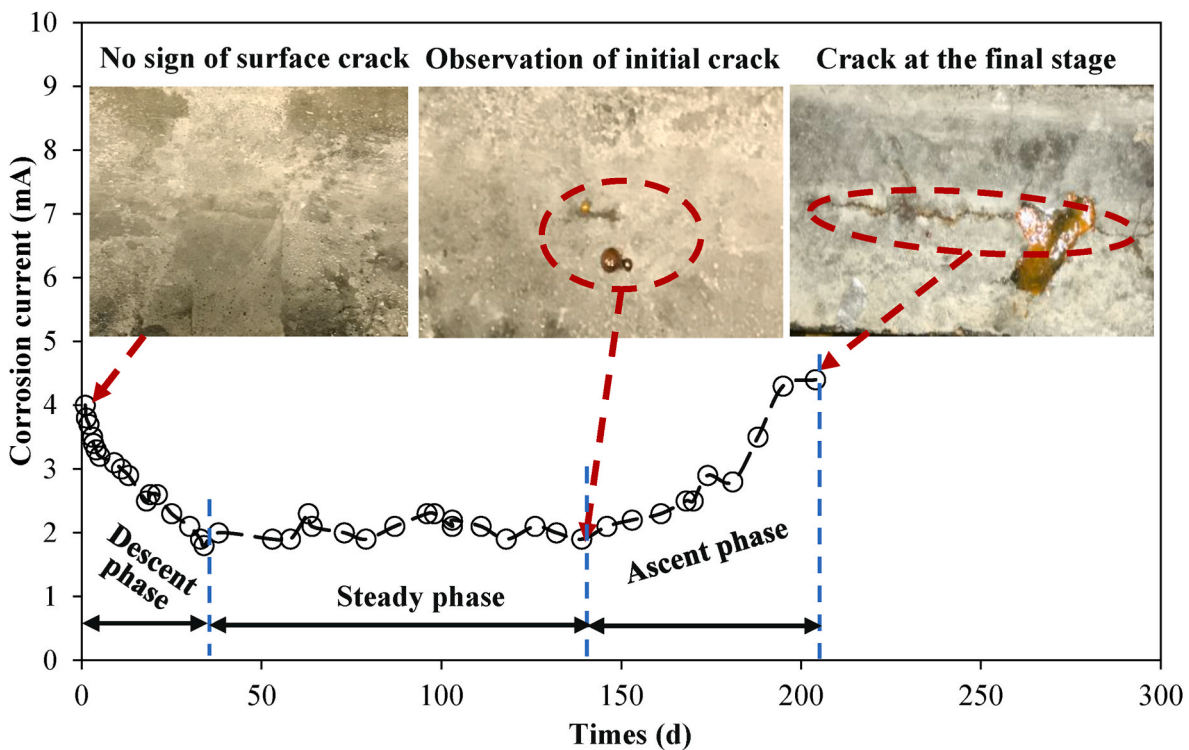 No sign of surface crack
Observation of initial crack
Crack at the final stage
Corrosion current (mA)
10
9
8
7
6
5
4
3
2
1
0
Descent
phase
Steady phase
Ascent phase
0
50
100
150
200
250
300
Times (d)